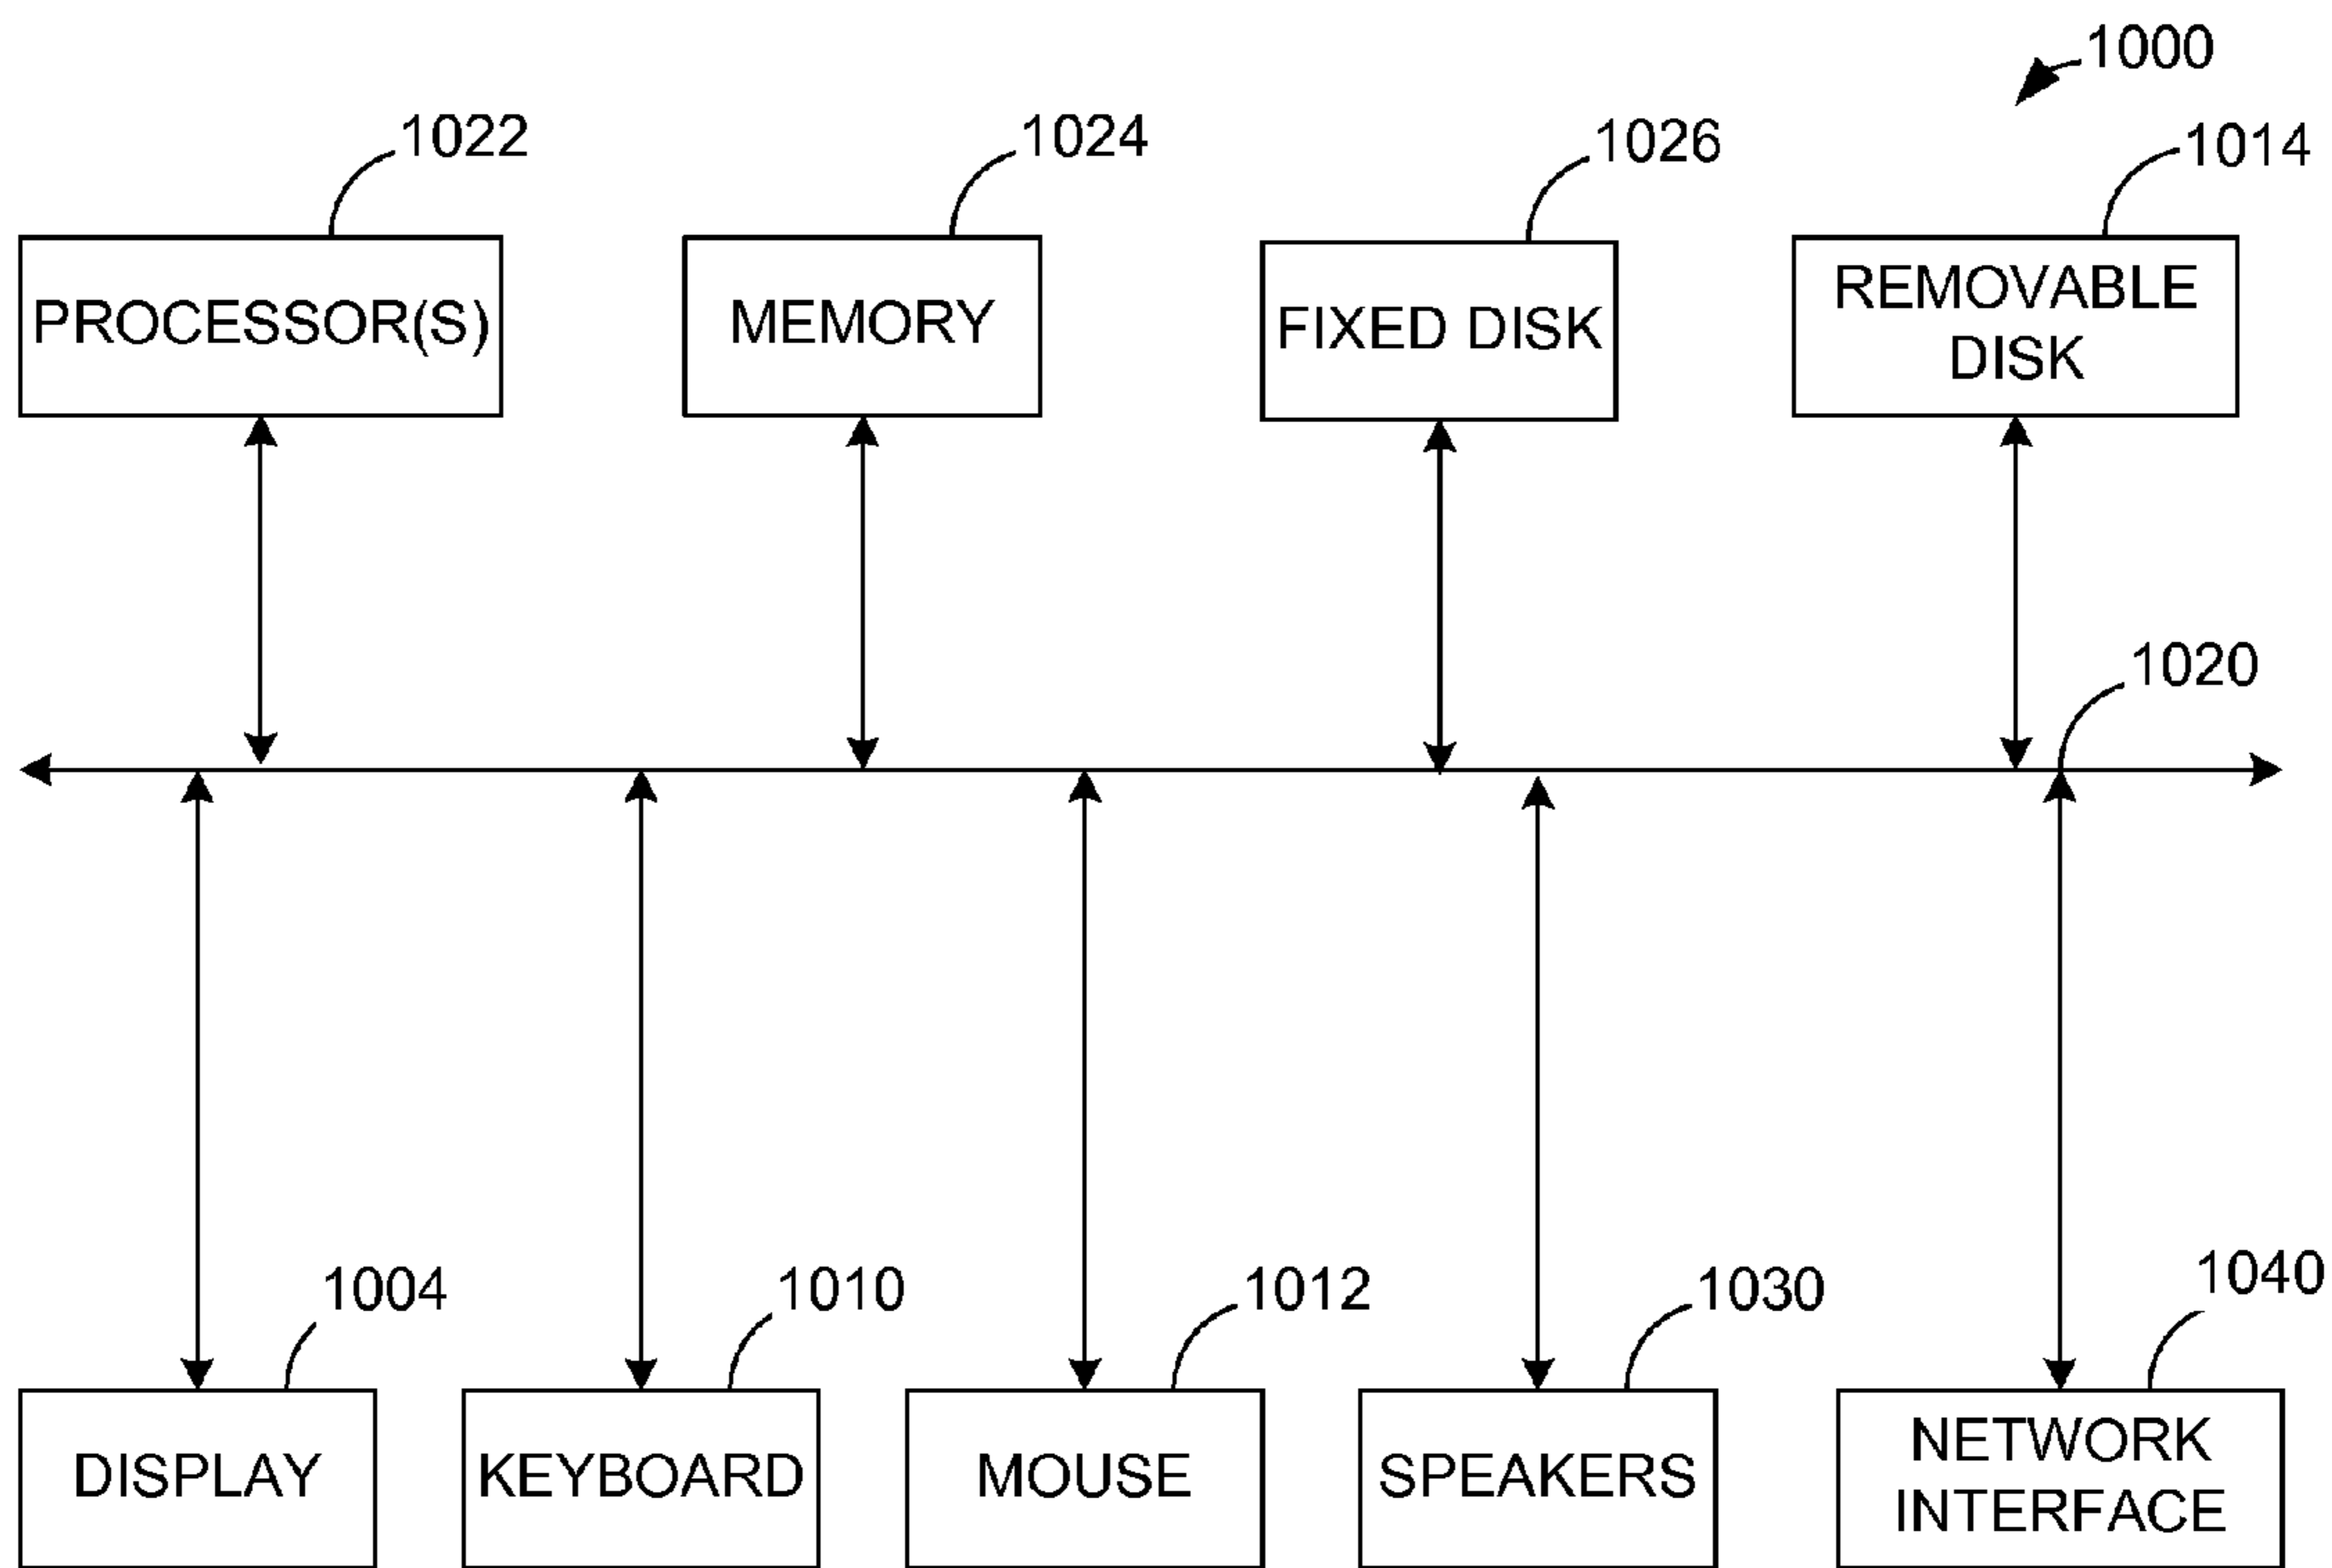 1000
1022
1024
1026
1014
PROCESSOR(S)
MEMORY
FIXED DISK
REMOVABLE
DISK
1020
1004
1010
1012
1030
1040
DISPLAY
KEYBOARD
MOUSE
SPEAKERS
NETWORK
INTERFACE